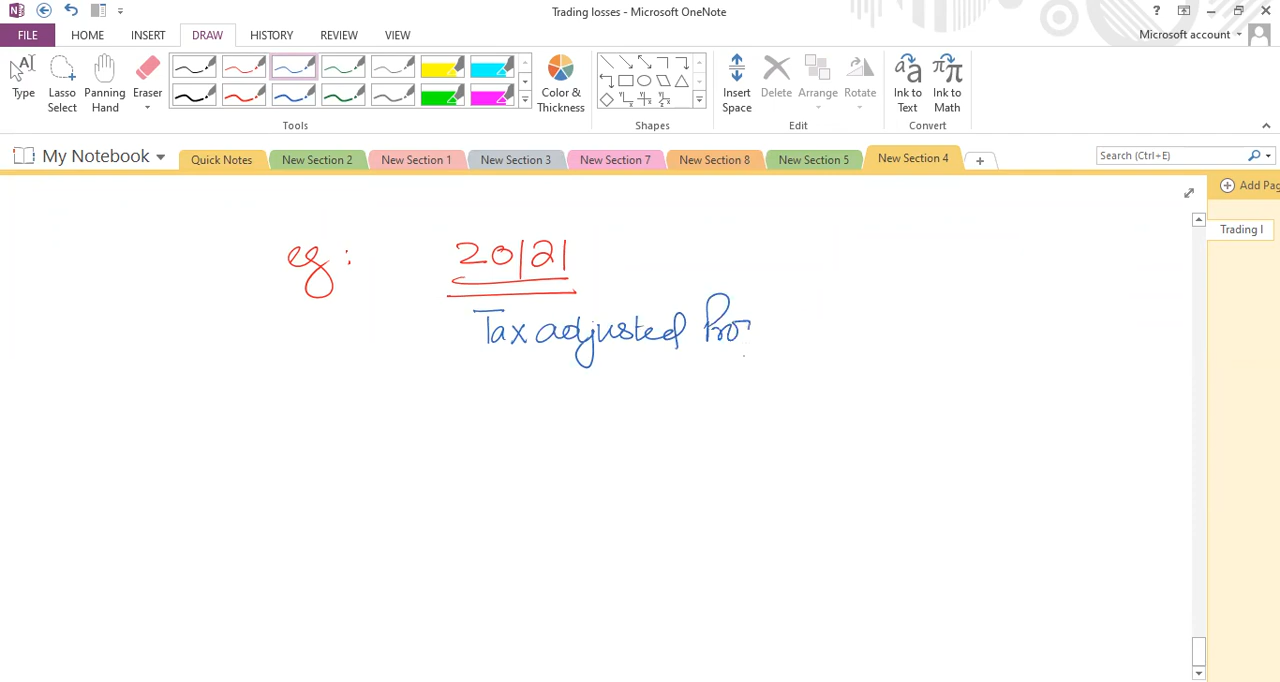 Trading losses - Microsoft OneNote
?
FILE HOME INSERT DRAW HISTORY REVIEW VIEW
Microsoft account
Type
Lasso Select
Panning Hand
Eraser
Color & Thickness
Insert Space
Delete
Arrange
Rotate
Ink to Text
Ink to Math
Tools
Shapes
Edit
Convert
My Notebook
Quick Notes New Section 2 New Section 1 New Section 3 New Section 7 New Section 8 New Section 5 New Section 4
Search (Ctrl+E)
Add Pag
Trading l
eg: 20|21
Tax adjusted Pro